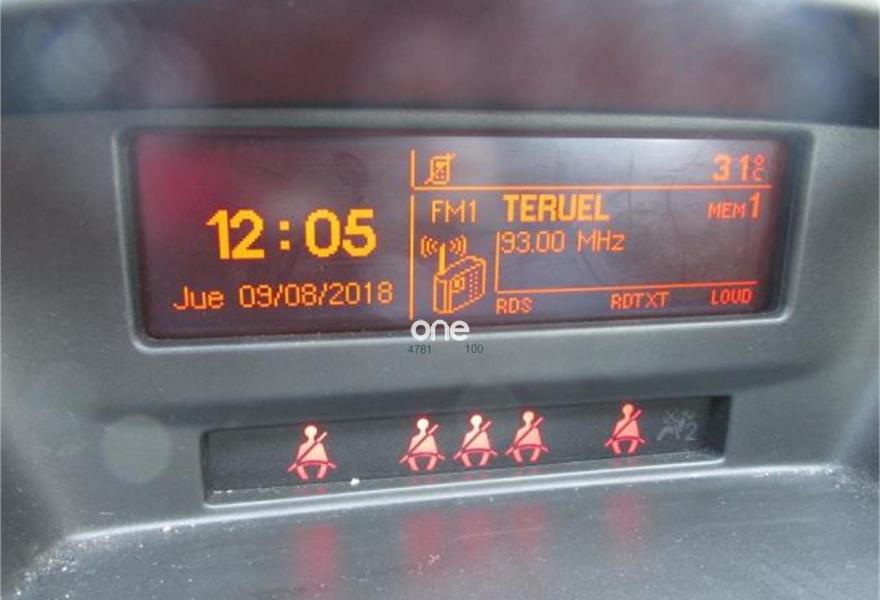 31°C
FM1 TERUEL MEM1
12:05 93.00 MHz
Jue 09/08/2018
RDS RDTXT LOUD
one
4781 100
2